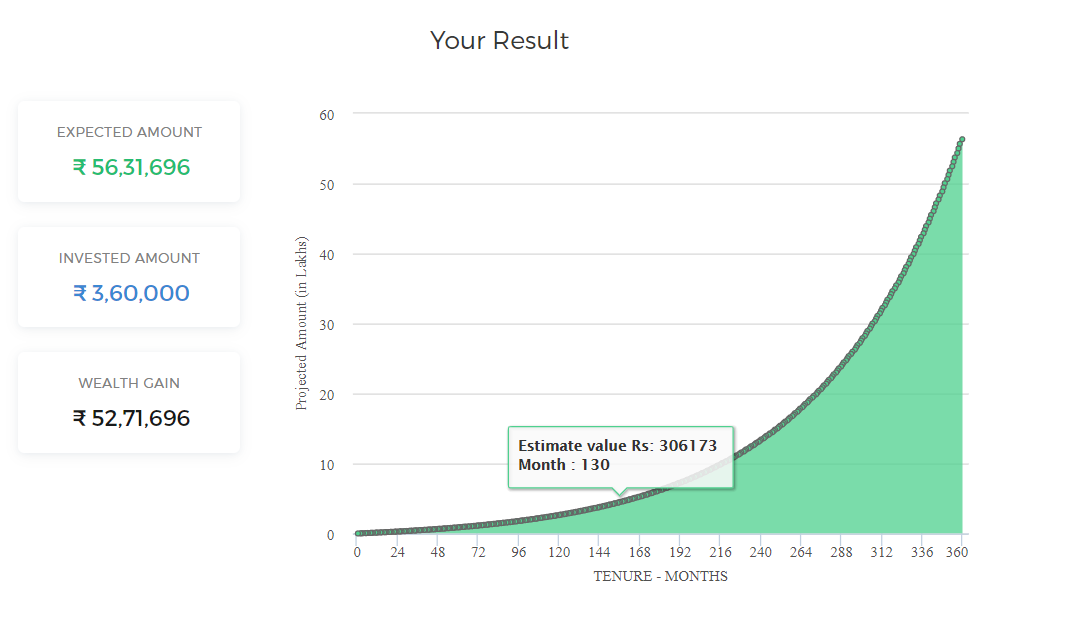 Your Result
EXPECTED AMOUNT
₹ 56,31,696
INVESTED AMOUNT
₹ 3,60,000
WEALTH GAIN
₹ 52,71,696
Projected Amount (in Lakhs)
60
50
40
30
20
10
0
Estimate value Rs: 306173
Month : 130
0 24 48 72 96 120 144 168 192 216 240 264 288 312 336 360
TENURE - MONTHS